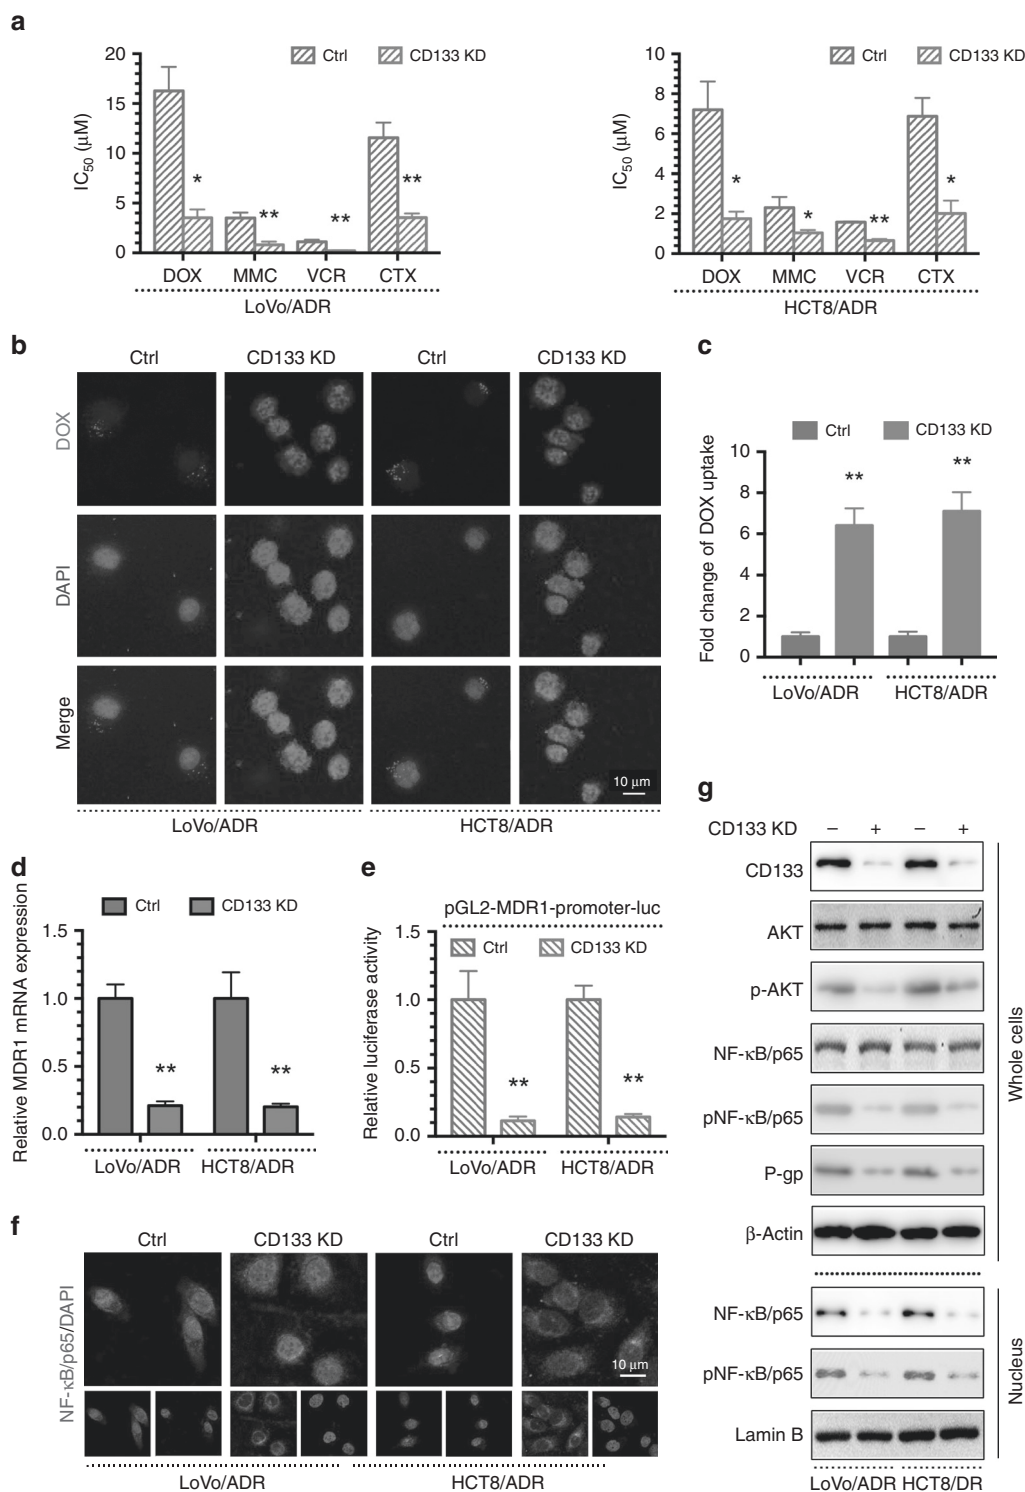 a
20
15
10
5
0
IC50 (μM)
Ctrl
CD133 KD
*
**
**
**
DOX
MMC
VCR
CTX
LoVo/ADR
10
8
6
4
2
0
IC50 (μM)
Ctrl
CD133 KD
*
*
**
*
DOX
MMC
VCR
CTX
HCT8/ADR
b
Ctrl
CD133 KD
Ctrl
CD133 KD
DOX
DAPI
Merge
10 μm
LoVo/ADR
HCT8/ADR
c
Ctrl
CD133 KD
Fold change of DOX uptake
10
8
6
4
2
0
**
**
LoVo/ADR
HCT8/ADR
d
Ctrl
CD133 KD
Relative MDR1 mRNA expression
1.5
1.0
0.5
0.0
**
**
LoVo/ADR
HCT8/ADR
e
pGL2-MDR1-promoter-luc
Ctrl
CD133 KD
Relative luciferase activity
1.5
1.0
0.5
0.0
**
**
LoVo/ADR
HCT8/ADR
f
Ctrl
CD133 KD
Ctrl
CD133 KD
NF-κB/p65/DAPI
10 μm
LoVo/ADR
HCT8/ADR
g
CD133 KD – + – +
CD133
AKT
p-AKT
NF-κB/p65
pNF-κB/p65
P-gp
β-Actin
Whole cells
NF-κB/p65
pNF-κB/p65
Lamin B
Nucleus
LoVo/ADR HCT8/DR